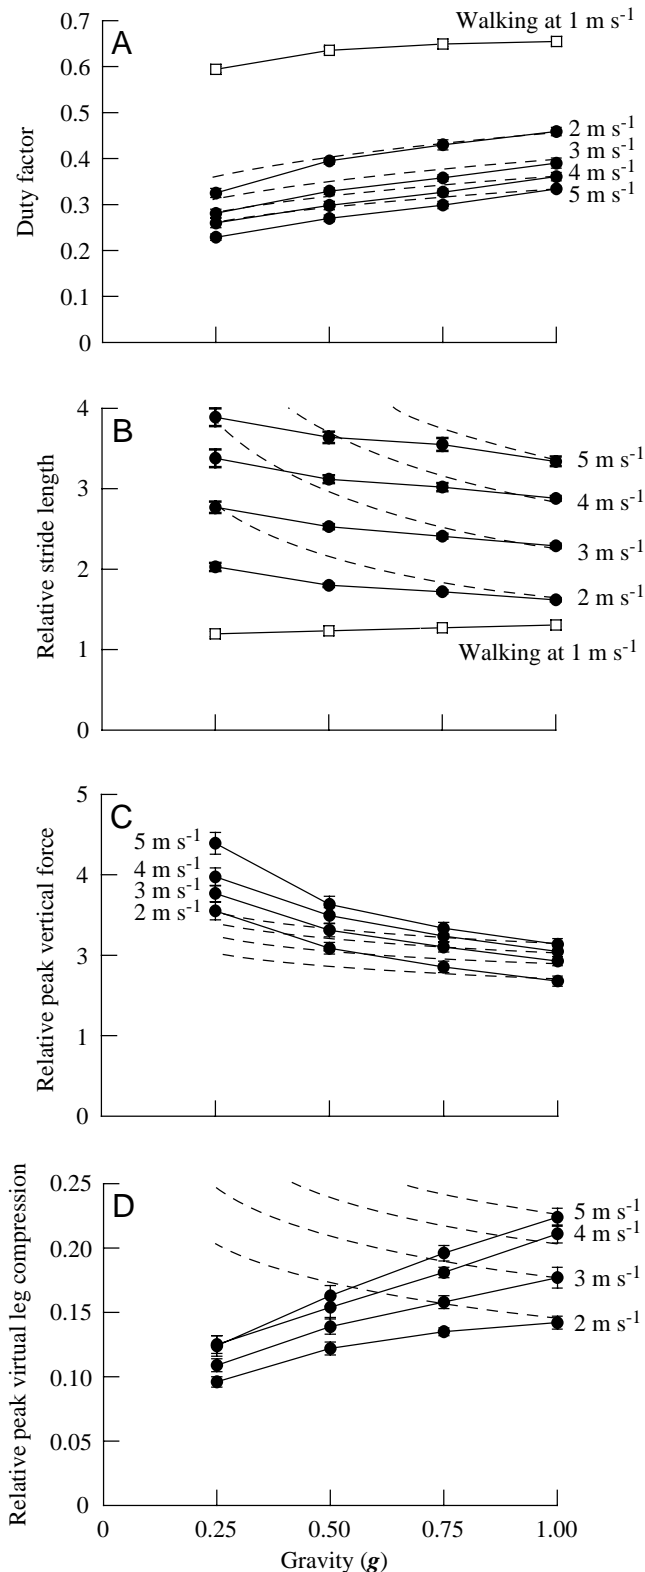 A
Walking at 1 m s-1
0.7
0.6
0.5
0.4
0.3
0.2
0.1
0
Duty factor
2 m s-1
3 m s-1
4 m s-1
5 m s-1
B
4
3
2
1
0
Relative stride length
5 m s-1
4 m s-1
3 m s-1
2 m s-1
Walking at 1 m s-1
C
5
4
3
1
0
Relative peak vertical force
5 m s-1
4 m s-1
3 m s-1
2 m s-1
D
0.25
0.20
0.15
0.10
0.05
0
Relative peak virtual leg compression
5 m s-1
4 m s-1
3 m s-1
2 m s-1
0 0.25 0.50 0.75 1.00
Gravity (g)